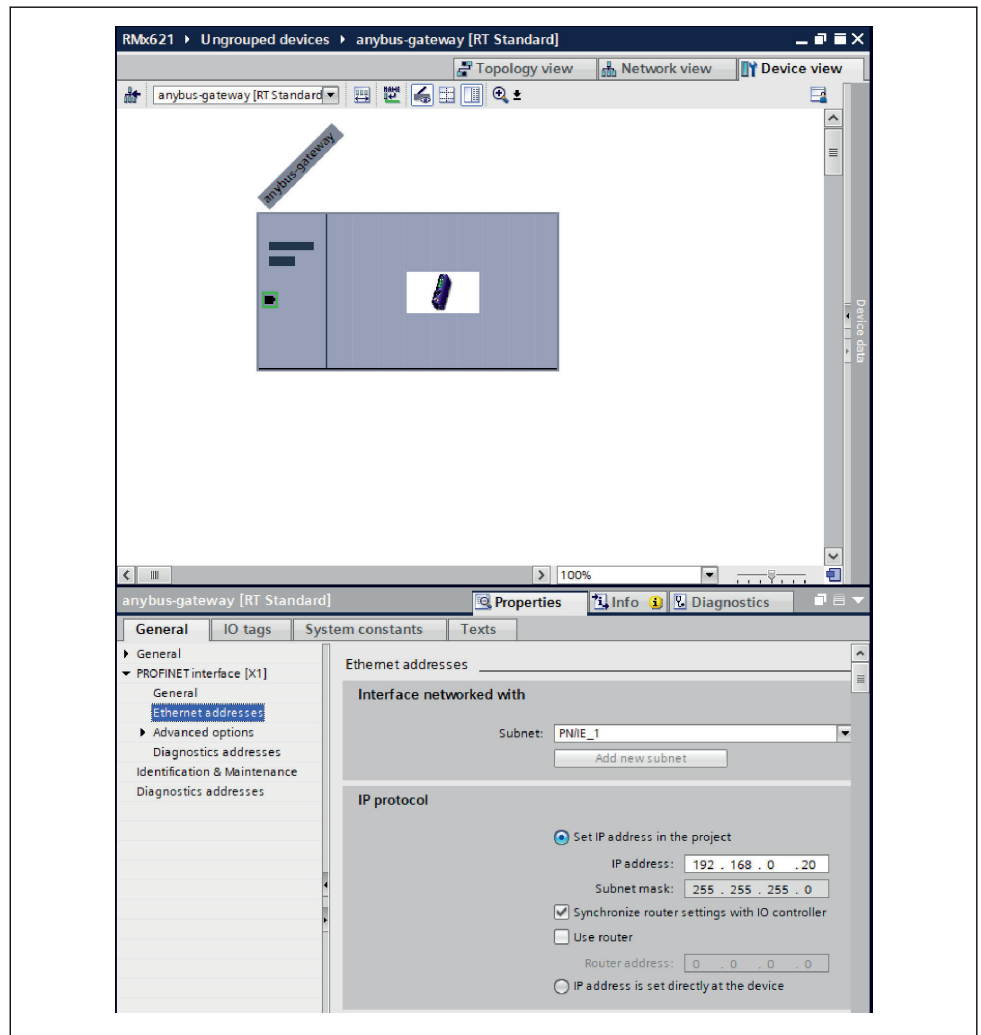 RMx621 ▸ Ungrouped devices ▸ anybus-gateway [RT Standard]
Topology view Network view Device view
anybus-gateway [RT Standard
anybus-gateway
Device data
100%
anybus-gateway [RT Standard]
Properties Info Diagnostics
General IO tags System constants Texts
General
PROFINET interface [X1]
General
Ethernet addresses
Advanced options
Diagnostics addresses
Identification & Maintenance
Diagnostics addresses
Ethernet addresses
Interface networked with
Subnet: PN/IE_1
Add new subnet
IP protocol
Set IP address in the project
IP address: 192 . 168 . 0 . 20
Subnet mask: 255 . 255 . 255 . 0
Synchronize router settings with IO controller
Use router
Router address: 0 . 0 . 0 . 0
IP address is set directly at the device